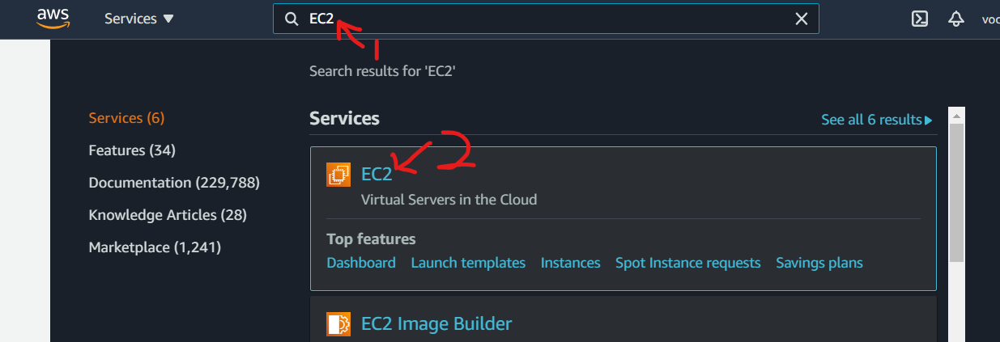 aws
Services ▼
EC2
voc
1
Search results for 'EC2'
Services (6)
Features (34)
Documentation (229,788)
Knowledge Articles (28)
Marketplace (1,241)
Services
See all 6 results
2
EC2
Virtual Servers in the Cloud
Top features
Dashboard Launch templates Instances Spot Instance requests Savings plans
EC2 Image Builder